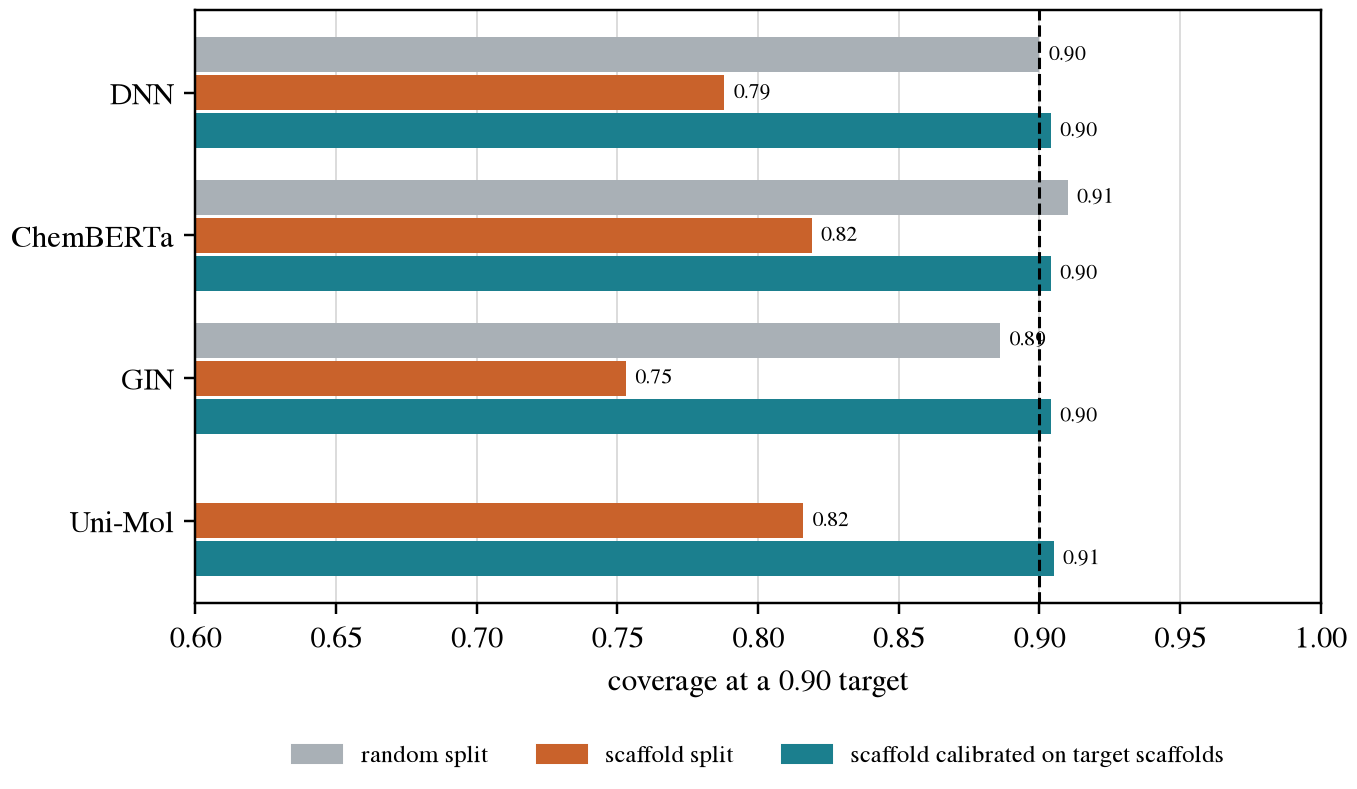 0.90
DNN
0.79
0.90
0.91
ChemBERTa
0.82
0.90
0.89
GIN
0.75
0.90
Uni-Mol
0.82
0.91
0.60 0.65 0.70 0.75 0.80 0.85 0.90 0.95 1.00
coverage at a 0.90 target
random split scaffold split scaffold calibrated on target scaffolds